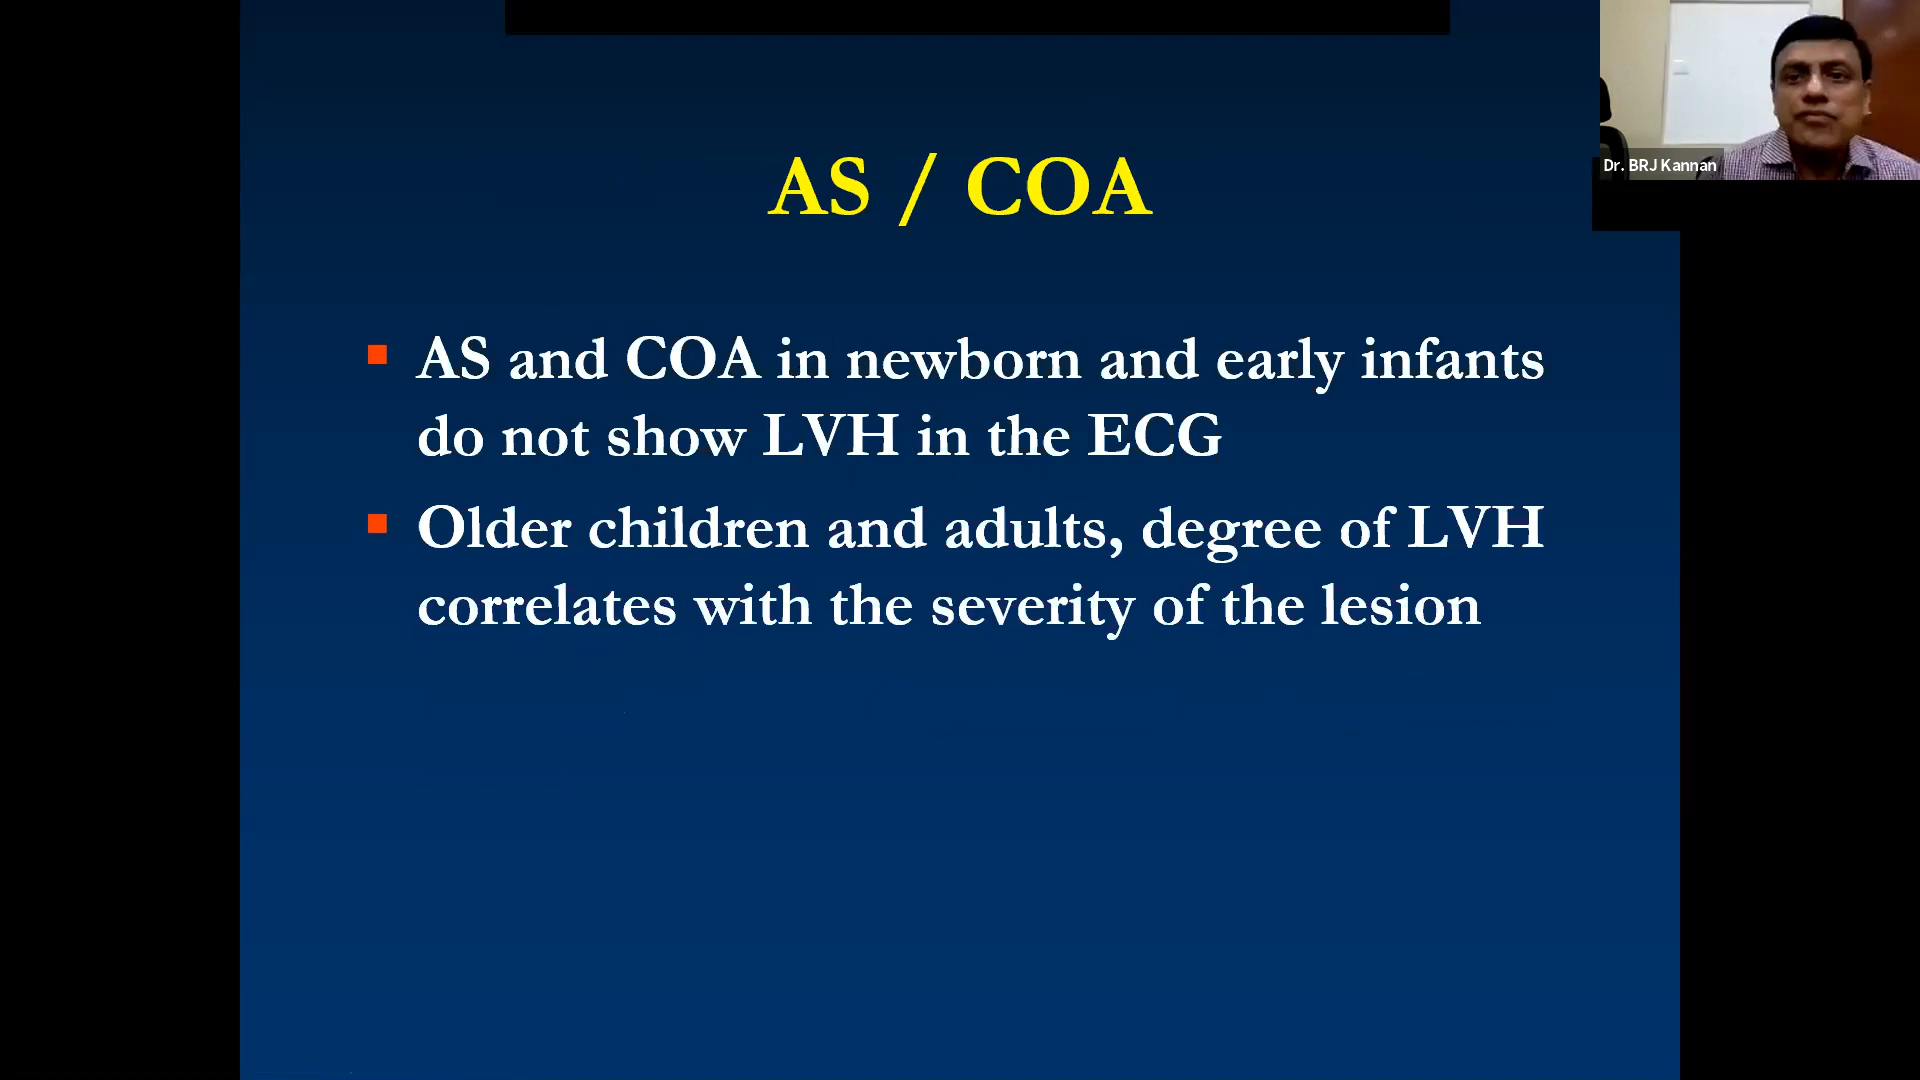 AS / COA
AS and COA in newborn and early infants
do not show LVH in the ECG
Older children and adults, degree of LVH
correlates with the severity of the lesion
Dr. BRJ Kannan